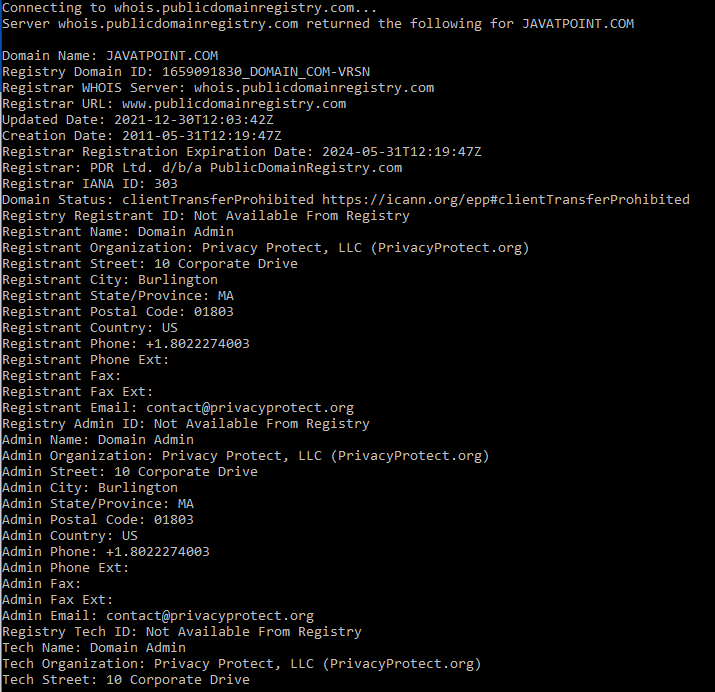 Connecting to whois.publicdomainregistry.com...
Server whois.publicdomainregistry.com returned the following for JAVATPOINT.COM
Domain Name: JAVATPOINT.COM
Registry Domain ID: 1659091830_DOMAIN_COM-VRSN
Registrar WHOIS Server: whois.publicdomainregistry.com
Registrar URL: www.publicdomainregistry.com
Updated Date: 2021-12-30T12:03:42Z
Creation Date: 2011-05-31T12:19:47Z
Registrar Registration Expiration Date: 2024-05-31T12:19:47Z
Registrar: PDR Ltd. d/b/a PublicDomainRegistry.com
Registrar IANA ID: 303
Domain Status: clientTransferProhibited https://icann.org/epp#clientTransferProhibited
Registry Registrant ID: Not Available From Registry
Registrant Name: Domain Admin
Registrant Organization: Privacy Protect, LLC (PrivacyProtect.org)
Registrant Street: 10 Corporate Drive
Registrant City: Burlington
Registrant State/Province: MA
Registrant Postal Code: 01803
Registrant Country: US
Registrant Phone: +1.8022274003
Registrant Phone Ext:
Registrant Fax:
Registrant Fax Ext:
Registrant Email: contact@privacyprotect.org
Registry Admin ID: Not Available From Registry
Admin Name: Domain Admin
Admin Organization: Privacy Protect, LLC (PrivacyProtect.org)
Admin Street: 10 Corporate Drive
Admin City: Burlington
Admin State/Province: MA
Admin Postal Code: 01803
Admin Country: US
Admin Phone: +1.8022274003
Admin Phone Ext:
Admin Fax:
Admin Fax Ext:
Admin Email: contact@privacyprotect.org
Registry Tech ID: Not Available From Registry
Tech Name: Domain Admin
Tech Organization: Privacy Protect, LLC (PrivacyProtect.org)
Tech Street: 10 Corporate Drive